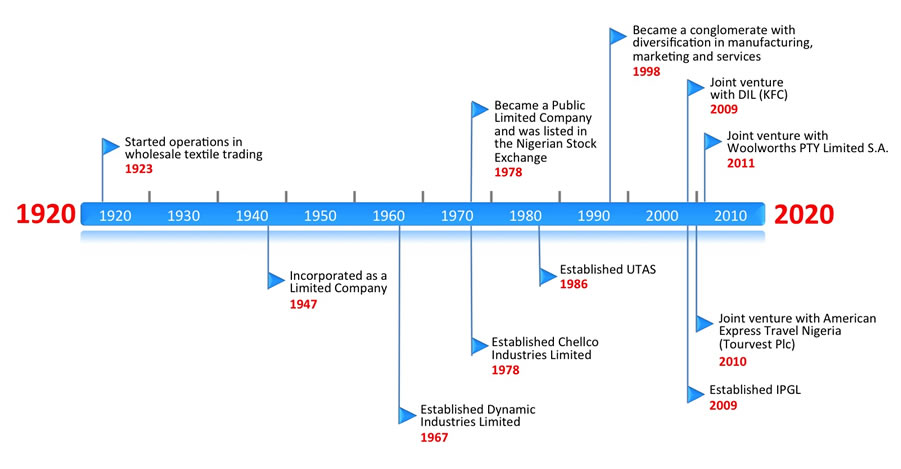 Became a conglomerate with
diversification in manufacturing,
marketing and services
1998
Joint venture
with DIL (KFC)
2009
Became a Public
Limited Company
and was listed in
the Nigerian Stock
Exchange
1978
Started operations in
wholesale textile trading
1923
Joint venture with
Woolworths PTY Limited S.A.
2011
1920 1920 1930 1940 1950 1960 1970 1980 1990 2000 2010 2020
Incorporated as a
Limited Company
1947
Established UTAS
1986
Joint venture with American
Express Travel Nigeria
(Tourvest Plc)
2010
Established Chellco
Industries Limited
1978
Established IPGL
2009
Established Dynamic
Industries Limited
1967